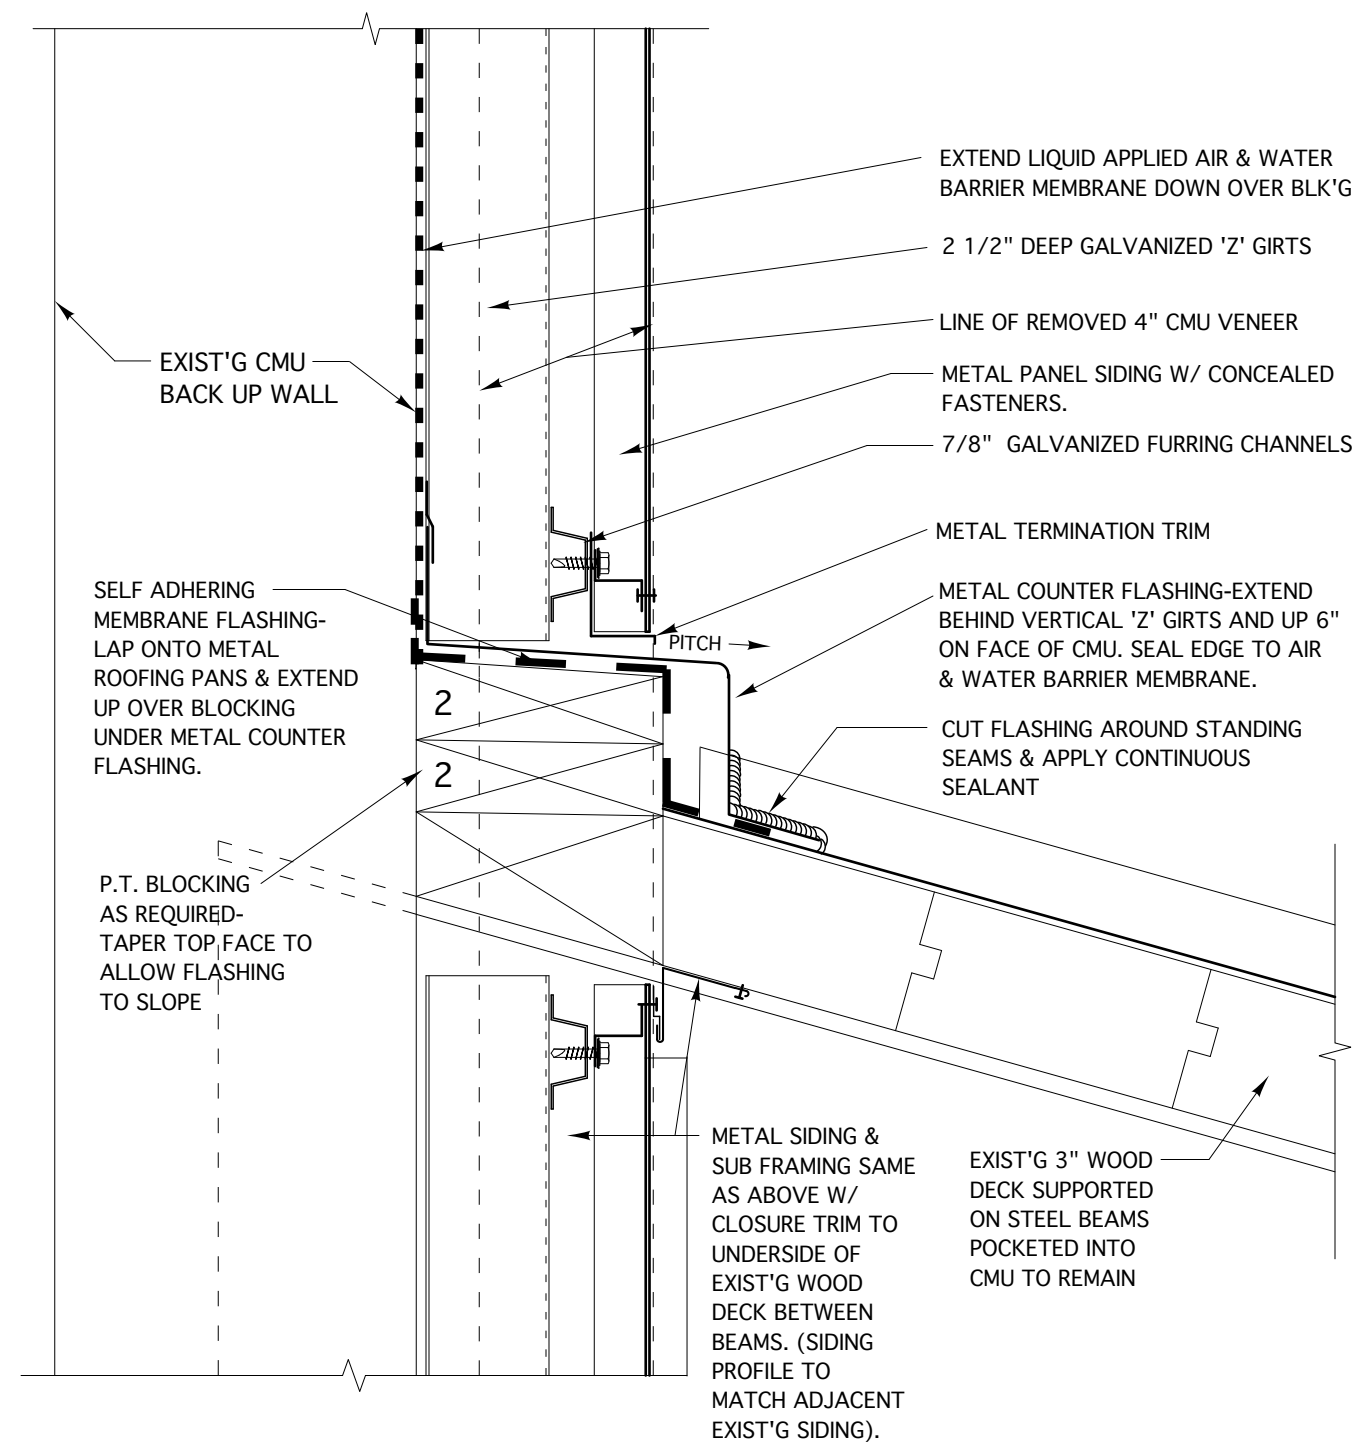 EXTEND LIQUID APPLIED AIR & WATER
BARRIER MEMBRANE DOWN OVER BLK'G
2 1/2" DEEP GALVANIZED 'Z' GIRTS
LINE OF REMOVED 4" CMU VENEER
EXIST'G CMU
BACK UP WALL
METAL PANEL SIDING W/ CONCEALED
FASTENERS.
7/8" GALVANIZED FURRING CHANNELS
METAL TERMINATION TRIM
SELF ADHERING
MEMBRANE FLASHING-
LAP ONTO METAL
ROOFING PANS & EXTEND
UP OVER BLOCKING
UNDER METAL COUNTER
FLASHING.
PITCH
METAL COUNTER FLASHING-EXTEND
BEHIND VERTICAL 'Z' GIRTS AND UP 6"
ON FACE OF CMU. SEAL EDGE TO AIR
& WATER BARRIER MEMBRANE.
2
2
CUT FLASHING AROUND STANDING
SEAMS & APPLY CONTINUOUS
SEALANT
P.T. BLOCKING
AS REQUIRED-
TAPER TOP FACE TO
ALLOW FLASHING
TO SLOPE
METAL SIDING &
SUB FRAMING SAME
AS ABOVE W/
CLOSURE TRIM TO
UNDERSIDE OF
EXIST'G WOOD
DECK BETWEEN
BEAMS. (SIDING
PROFILE TO
MATCH ADJACENT
EXIST'G SIDING).
EXIST'G 3" WOOD
DECK SUPPORTED
ON STEEL BEAMS
POCKETED INTO
CMU TO REMAIN